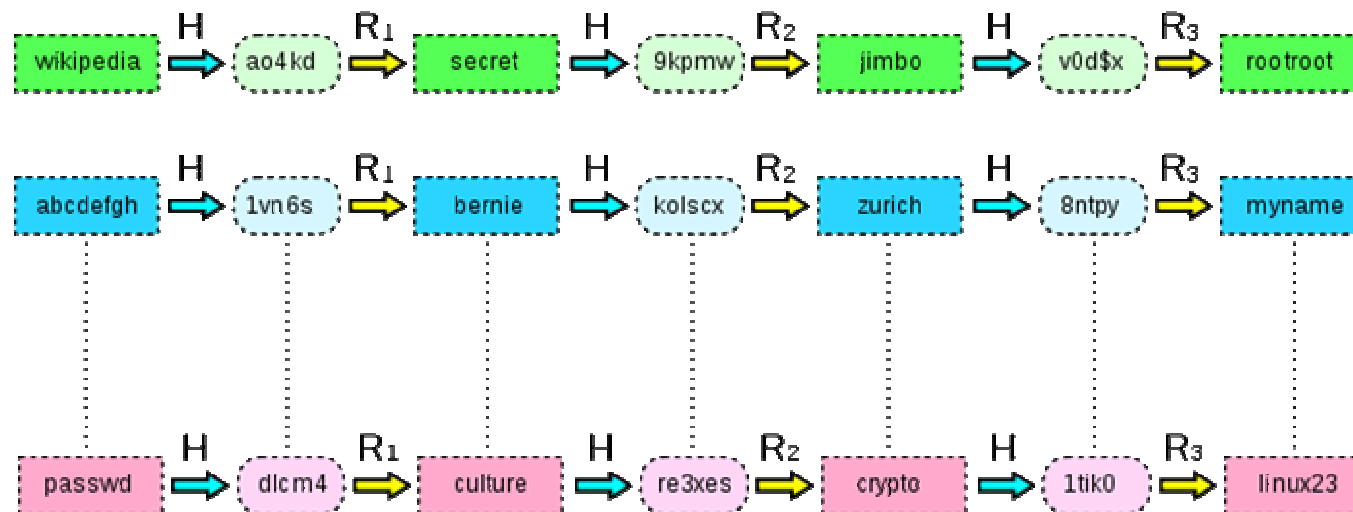 H R1 H R2 H R3
wikipedia ao4kd secret 9kpmw jimbo v0d$x rootroot
H R1 H R2 H R3
abcdefgh 1vn6s bernie kolscx zurich 8ntpy myname
H R1 H R2 H R3
passwd dlcm4 culture re3xes crypto 1tik0 linux23